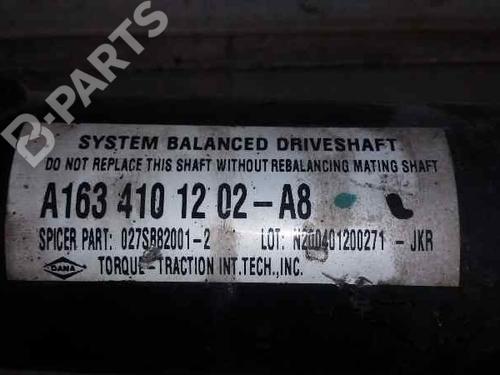 B-PARTS
SYSTEM BALANCED DRIVESHAFT
DO NOT REPLACE THIS SHAFT WITHOUT REBALANCING MATING SHAFT
A163 410 12 02-A8
SPICER PART: 027SA82001-2 LOT: N200401200271 -JKR
DANA TORQUE-TRACTION INT.TECH.,INC.